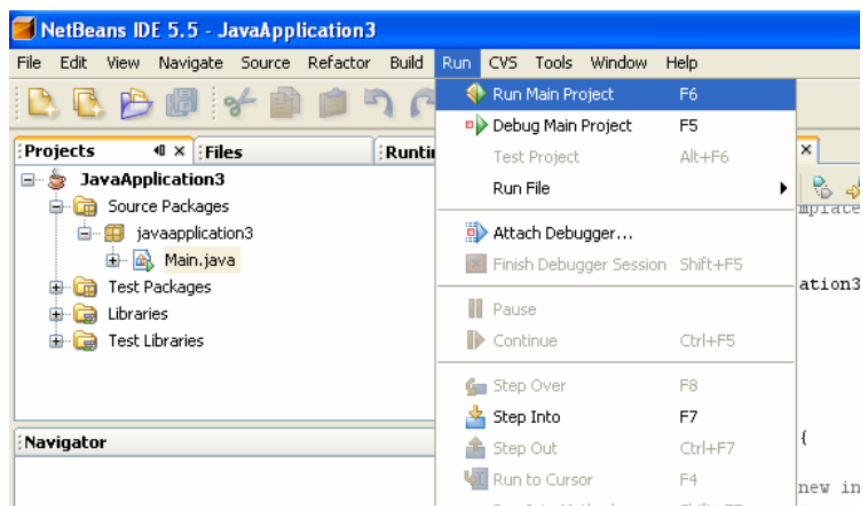 NetBeans IDE 5.5 - JavaApplication3
File Edit View Navigate Source Refactor Build Run CVS Tools Window Help
Run Main Project F6
Debug Main Project F5
Test Project Alt+F6
Run File
Attach Debugger...
Finish Debugger Session Shift+F5
Pause
Continue Ctrl+F5
Step Over F8
Step Into F7
Step Out Ctrl+F7
Run to Cursor F4
Projects Files
JavaApplication3
Source Packages
javaapplication3
Main.java
Test Packages
Libraries
Test Libraries
Navigator
ation3
{
new in